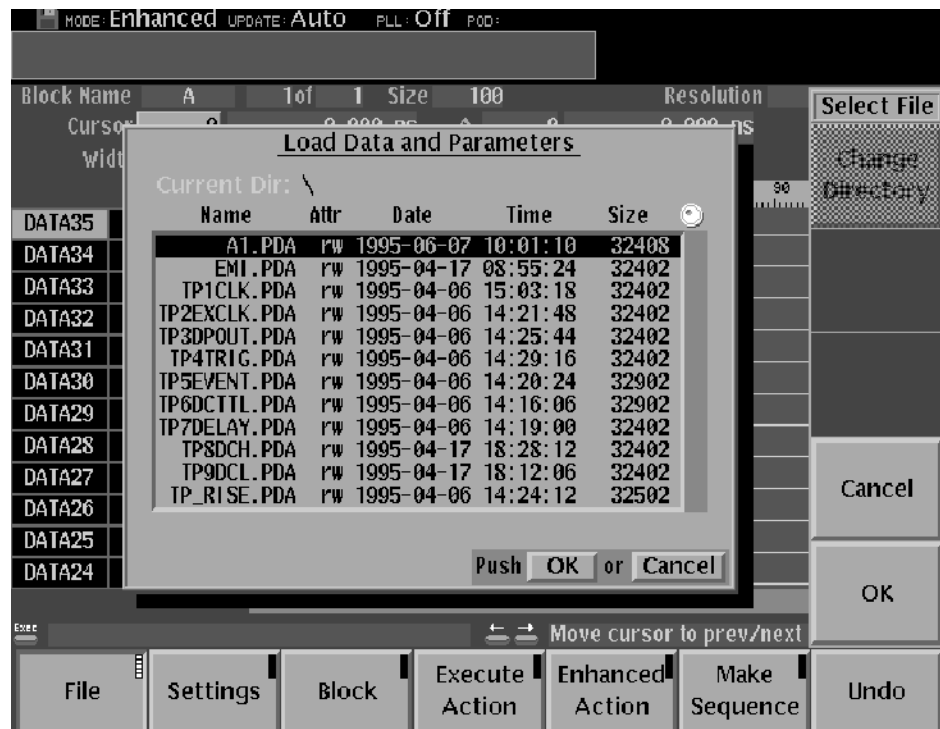 MODE: Enhanced UPDATE: Auto PLL: Off POD:
Block Name A 1of 1 Size 100 Resolution
Select File
Change Directory
90
Load Data and Parameters
Current Dir: \
Name Attr Date Time Size
A1.PDA rw 1995-06-07 10:01:10 32408
EMI.PDA rw 1995-04-17 08:55:24 32402
TP1CLK.PDA rw 1995-04-06 15:03:18 32402
TP2EXCLK.PDA rw 1995-04-06 14:21:48 32402
TP3DPOUT.PDA rw 1995-04-06 14:25:44 32402
TP4TRIG.PDA rw 1995-04-06 14:29:16 32402
TP5EVENT.PDA rw 1995-04-06 14:20:24 32902
TP6DCTTL.PDA rw 1995-04-06 14:16:06 32902
TP7DELAY.PDA rw 1995-04-06 14:19:00 32402
TP8DCH.PDA rw 1995-04-17 18:28:12 32402
TP9DCL.PDA rw 1995-04-17 18:12:06 32402
TP_RISE.PDA rw 1995-04-06 14:24:12 32502
Push OK or Cancel
DATA35
DATA34
DATA33
DATA32
DATA31
DATA30
DATA29
DATA28
DATA27
DATA26
DATA25
DATA24
Cancel
OK
Exec
← → Move cursor to prev/next
File
Settings
Block
Execute Action
Enhanced Action
Make Sequence
Undo